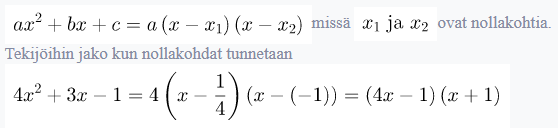 ax² + bx + c = a (x − x₁) (x − x₂) missä x₁ ja x₂ ovat nollakohtia.
Tekijöihin jako kun nollakohdat tunnetaan
4x² + 3x − 1 = 4 (x − 1/4) (x − (−1)) = (4x − 1) (x + 1)